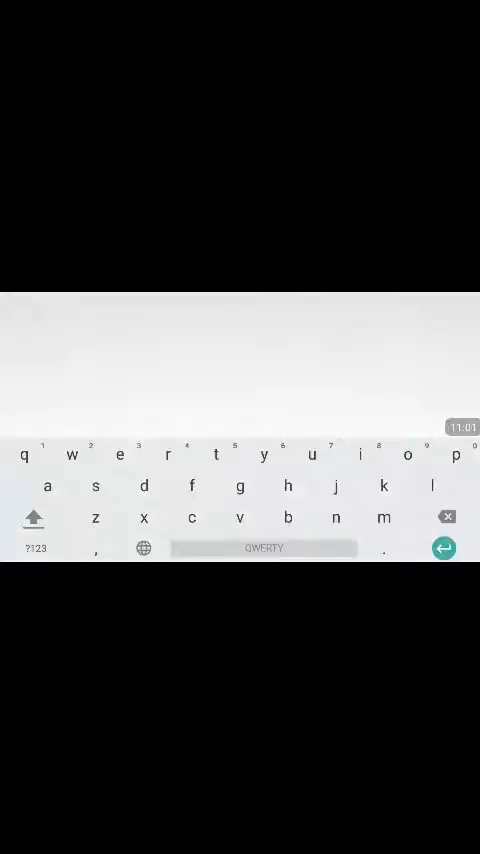 11:01
q 1 w 2 e 3 r 4 t 5 y 6 u 7 i 8 o 9 p 0
a s d f g h j k l
z x c v b n m
?123 , QWERTY .